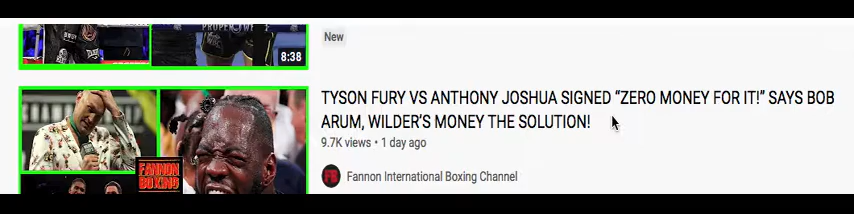 New
8:38
TYSON FURY VS ANTHONY JOSHUA SIGNED “ZERO MONEY FOR IT!” SAYS BOB
ARUM, WILDER'S MONEY THE SOLUTION!
9.7K views • 1 day ago
FANNON
BOXING
Fannon International Boxing Channel